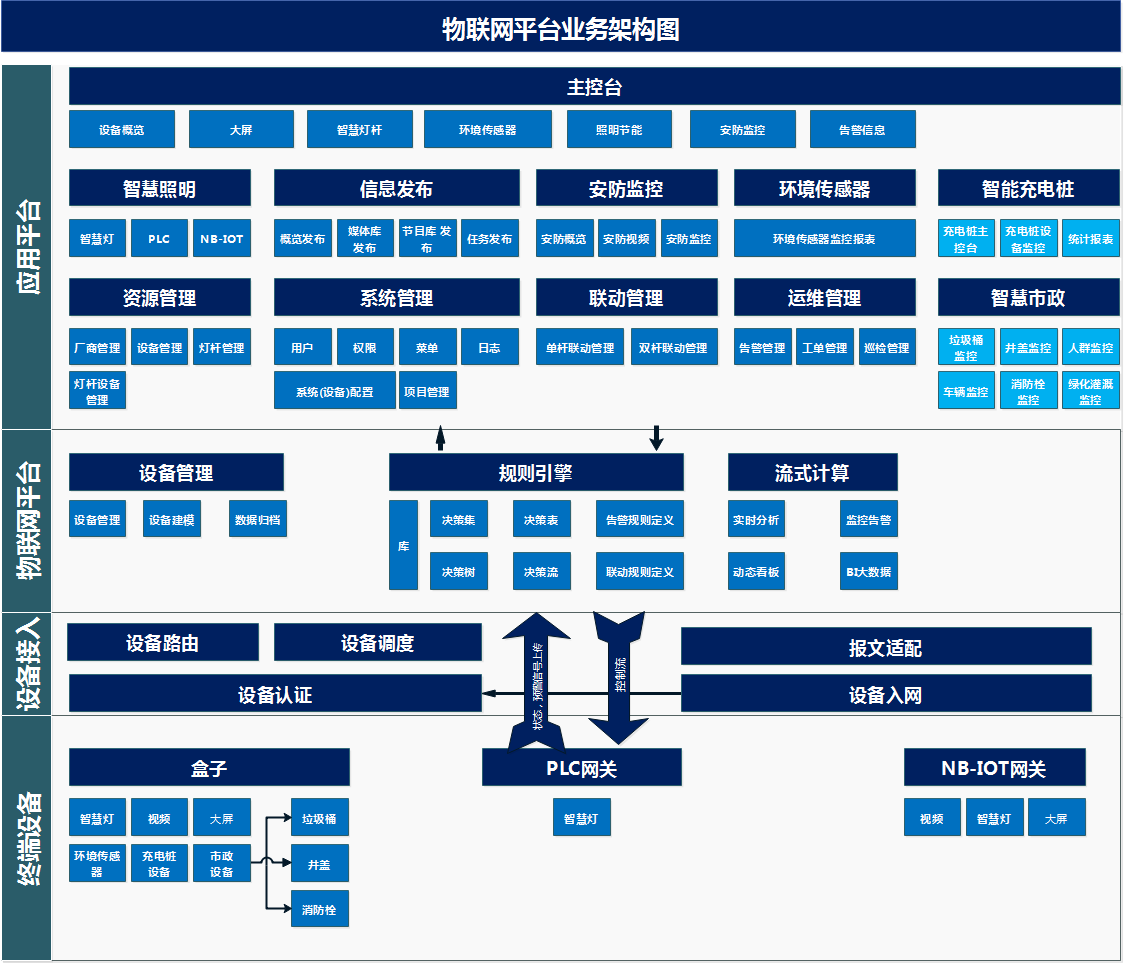 物联网平台业务架构图
应用平台
主控台
设备概览
大屏
智慧灯杆
环境传感器
照明节能
安防监控
告警信息
智慧照明
信息发布
安防监控
环境传感器
智能充电桩
智慧灯
PLC
NB-IOT
概览发布
媒体库
发布
节目库 发
布
任务发布
安防概览
安防视频
安防监控
环境传感器监控报表
充电桩主
控台
充电桩设
备监控
统计报表
资源管理
系统管理
联动管理
运维管理
智慧市政
厂商管理
设备管理
灯杆管理
用户
权限
菜单
日志
单杆联动管理
双杆联动管理
告警管理
工单管理
巡检管理
垃圾桶
监控
井盖监控
人群监控
灯杆设备
管理
系统(设备)配置
项目管理
车辆监控
消防栓
监控
绿化灌溉
监控
物联网平台
设备管理
规则引擎
流式计算
设备管理
设备建模
数据归档
库
决策集
决策表
告警规则定义
实时分析
监控告警
决策树
决策流
联动规则定义
动态看板
BI大数据
设备接入
设备路由
设备调度
状态，预警信号上传
控制流
报文适配
设备认证
设备入网
终端设备
盒子
PLC网关
NB-IOT网关
智慧灯
视频
大屏
垃圾桶
智慧灯
视频
智慧灯
大屏
环境传感
器
充电桩
设备
市政
设备
井盖
消防栓